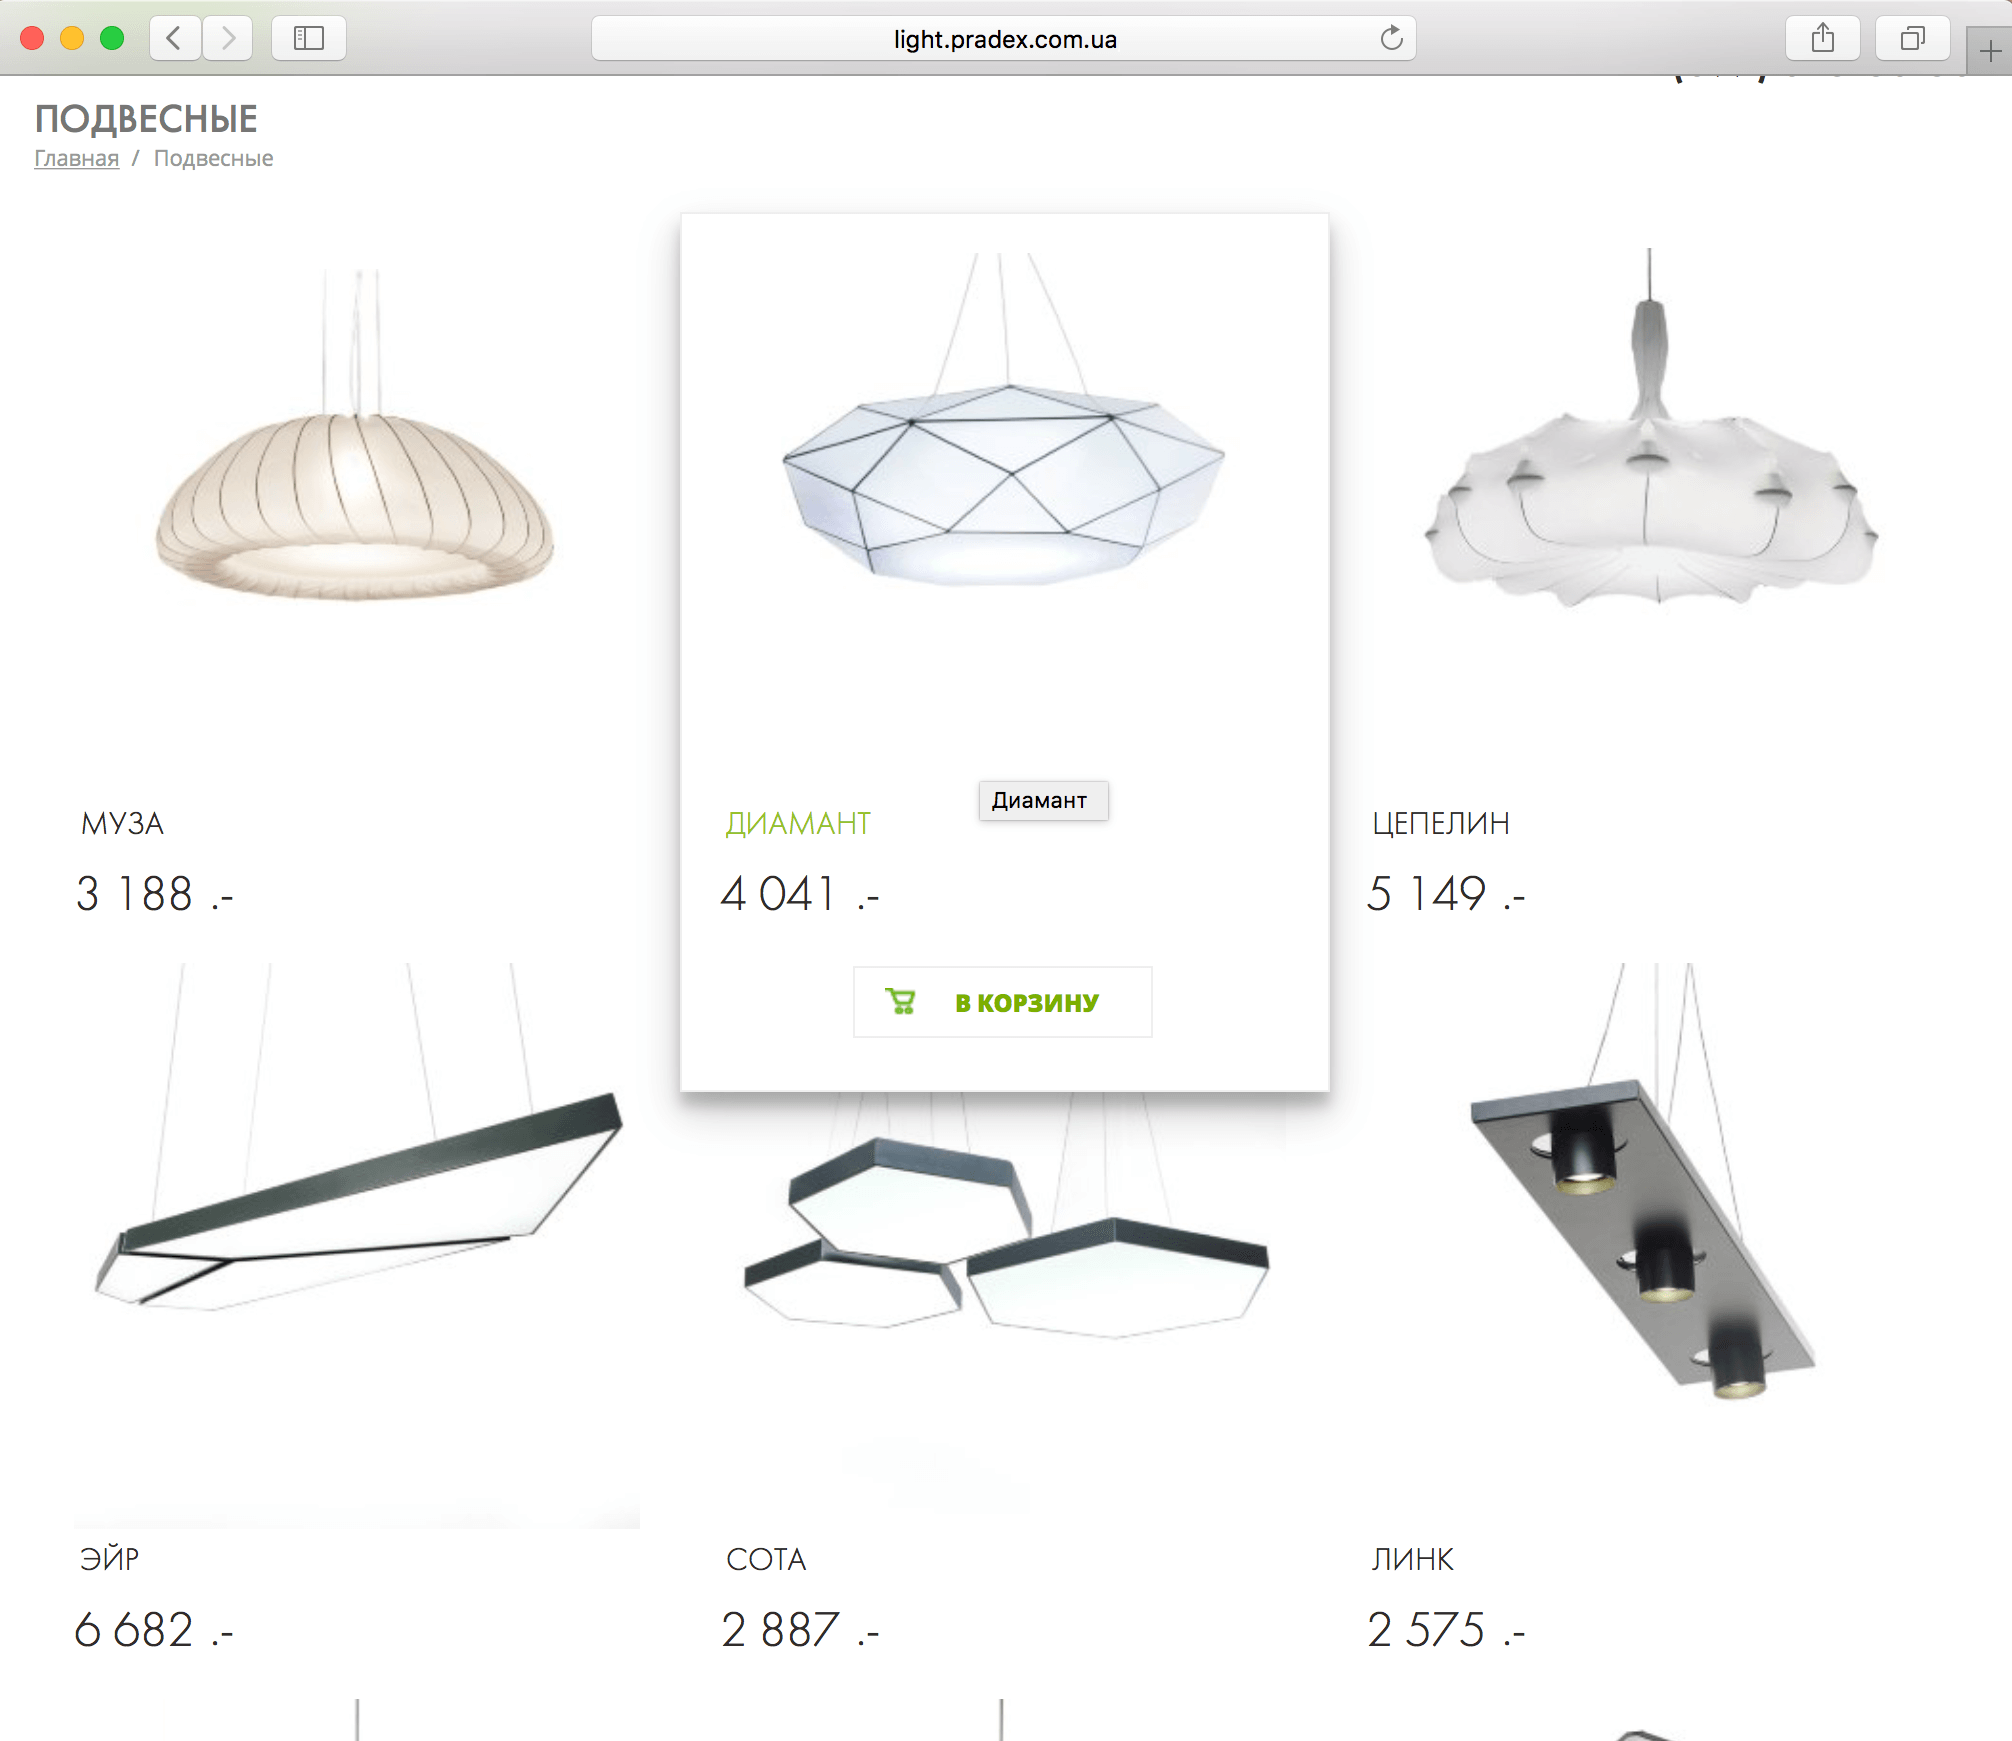 light.pradex.com.ua
ПОДВЕСНЫЕ
Главная / Подвесные
МУЗА
3 188 .-
ДИАМАНТ
Диамант
4 041 .-
В КОРЗИНУ
ЦЕПЕЛИН
5 149 .-
ЭЙР
6 682 .-
СОТА
2 887 .-
ЛИНК
2 575 .-